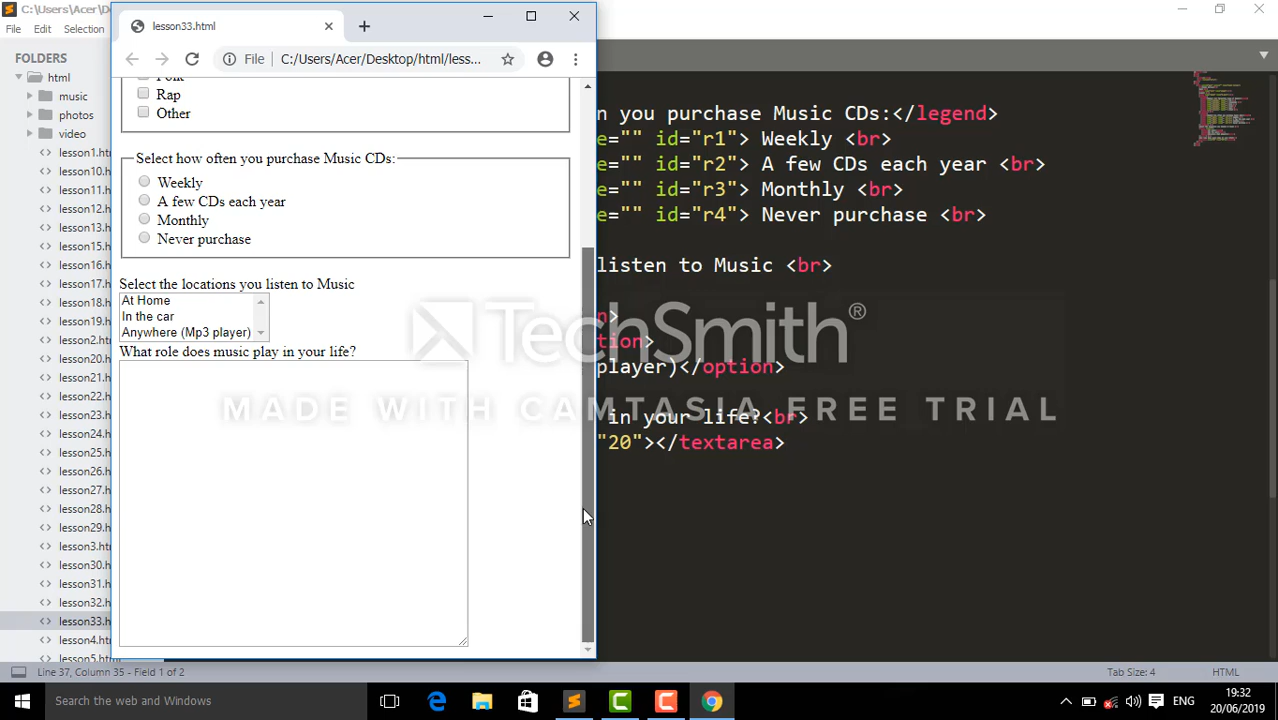 C:\Users\Acer\D
File Edit Selection
FOLDERS
html
music
photos
video
lesson1.htm
lesson10.h
lesson11.h
lesson12.h
lesson13.h
lesson15.h
lesson16.h
lesson17.h
lesson18.h
lesson19.h
lesson2.ht
lesson20.h
lesson21.h
lesson22.h
lesson23.h
lesson24.h
lesson25.h
lesson26.h
lesson27.h
lesson28.h
lesson29.h
lesson3.ht
lesson30.h
lesson31.h
lesson32.h
lesson33.h
lesson4.ht
lesson5.ht
lesson33.html
File C:/Users/Acer/Desktop/html/less...
Rap
Other
Select how often you purchase Music CDs:
Weekly
A few CDs each year
Monthly
Never purchase
Select the locations you listen to Music
At Home
In the car
Anywhere (Mp3 player)
What role does music play in your life?
n you purchase Music CDs:</legend>
e="" id="r1"> Weekly <br>
e="" id="r2"> A few CDs each year <br>
e="" id="r3"> Monthly <br>
e="" id="r4"> Never purchase <br>
listen to Music <br>
n>
tion>
player)</option>
in your life?<br>
"20"></textarea>
TechSmith®
MADE WITH CAMTASIA FREE TRIAL
Line 37, Column 35 - Field 1 of 2
Tab Size: 4 HTML
Search the web and Windows
ENG
19:32
20/06/2019